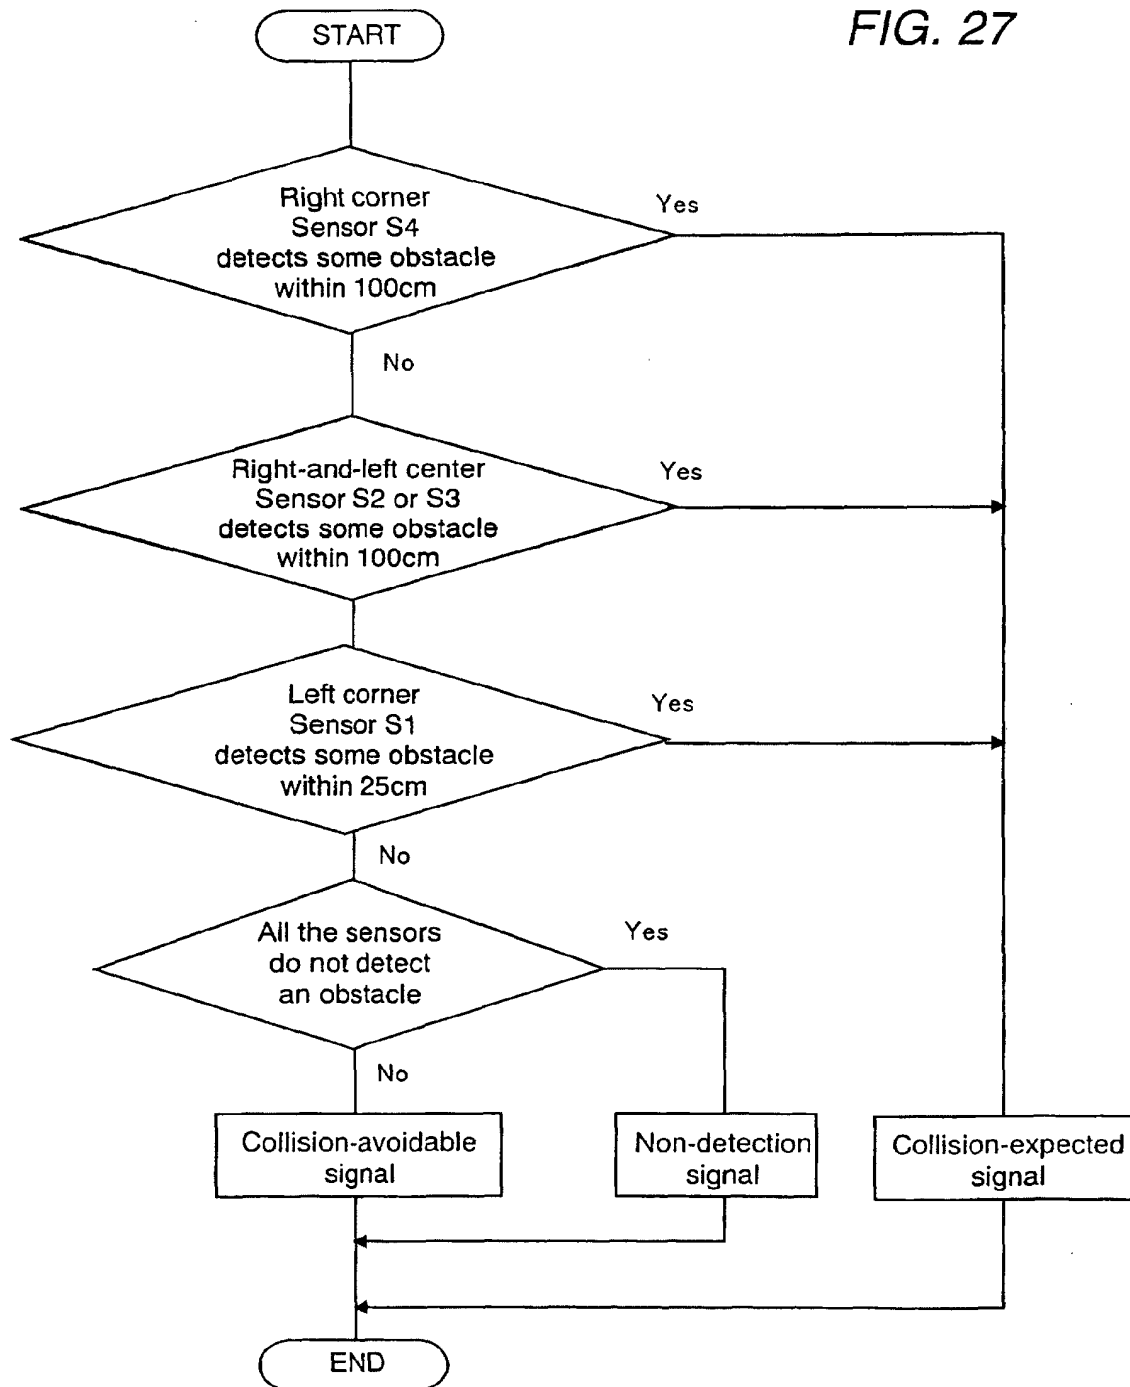 FIG. 27
START
Right corner
Sensor S4
detects some obstacle
within 100cm
Yes
No
Right-and-left center
Sensor S2 or S3
detects some obstacle
within 100cm
Yes
Left corner
Sensor S1
detects some obstacle
within 25cm
Yes
No
All the sensors
do not detect
an obstacle
Yes
No
Collision-avoidable
signal
Non-detection
signal
Collision-expected
signal
END